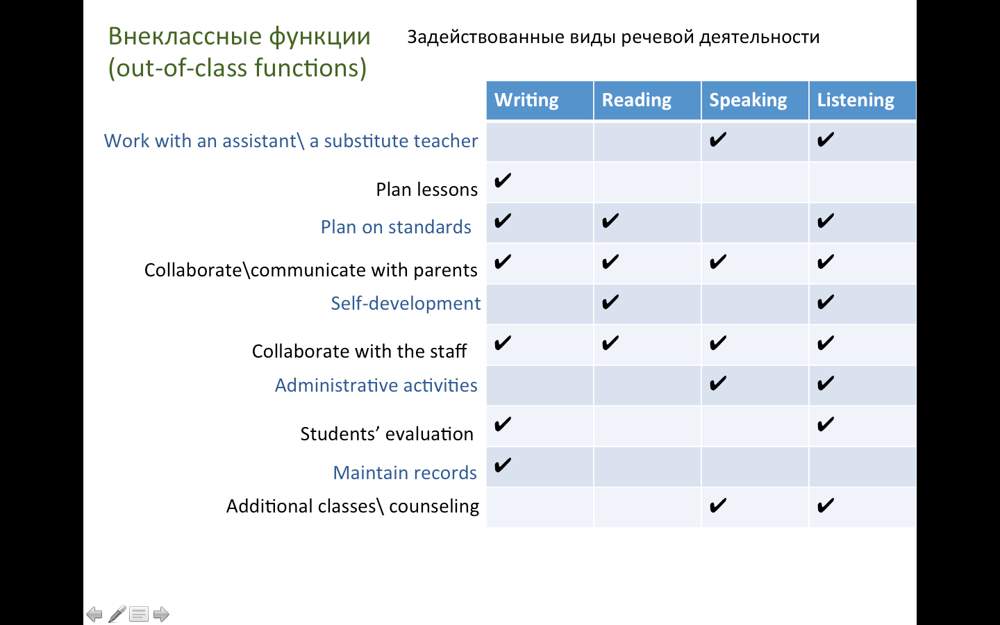 Внеклассные функции
(out-of-class functions)
Задействованные виды речевой деятельности
Writing Reading Speaking Listening
Work with an assistant\ a substitute teacher ✔ ✔
Plan lessons ✔
Plan on standards ✔ ✔ ✔
Collaborate\communicate with parents ✔ ✔ ✔ ✔
Self-development ✔ ✔
Collaborate with the staff ✔ ✔ ✔ ✔
Administrative activities ✔ ✔
Students’ evaluation ✔ ✔
Maintain records ✔
Additional classes\ counseling ✔ ✔